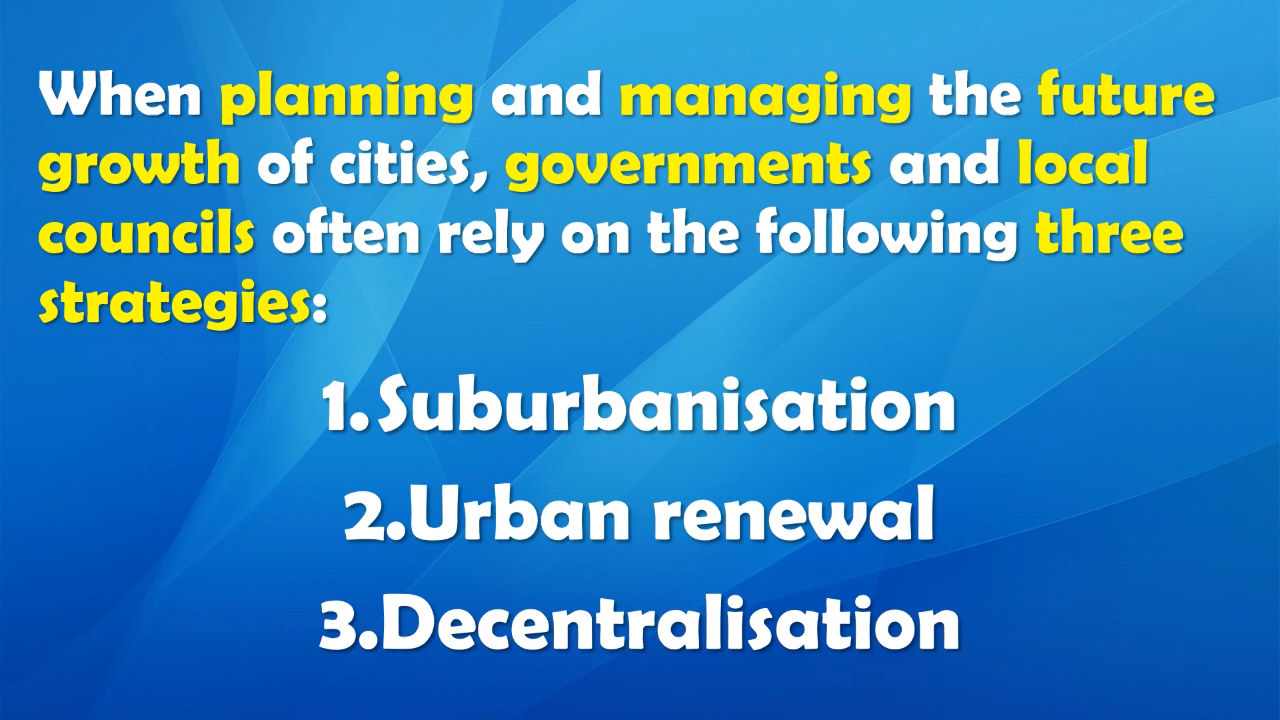 When planning and managing the future
growth of cities, governments and local
councils often rely on the following three
strategies:
1. Suburbanisation
2.Urban renewal
3.Decentralisation